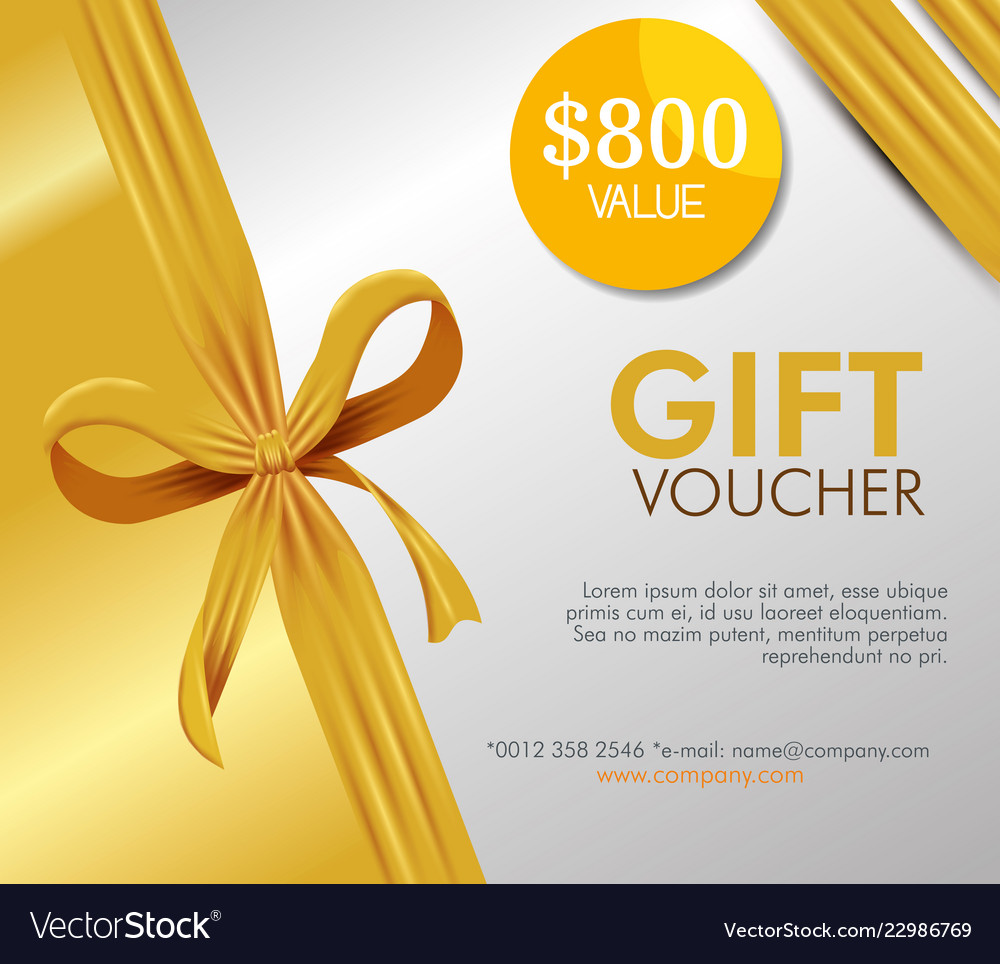 $800
VALUE
GIFT
VOUCHER
Lorem ipsum dolor sit amet, esse ubique
primis cum ei, id usu laoreet eloquentiam.
Sea no mazim putent, mentitum perpetua
reprehendunt no pri.
*0012 358 2546 *e-mail: name@company.com
www.company.com
VectorStock®
VectorStock.com/22986769